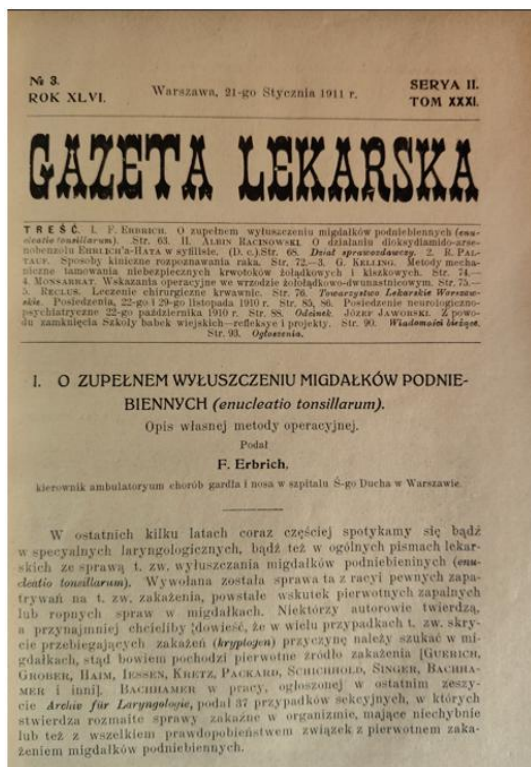 № 3.
ROK XLVI.
Warszawa, 21-go Stycznia 1911 r.
SERYA II.
TOM XXXI.
GAZETA LEKARSKA
TREŚĆ. I. F. ERBRICH. O zupełnem wyłuszczeniu migdałków podniebiennych (enu-
cleatio tonsillarum). Str. 63. II. ALBIN RACINOWSKI. O działaniu dioksydiamido-arse-
nobenzolu EHRLICH'A-HATA w syfilisie. (D. c.) Str. 68. Dział sprawozdawczy. 2. R. PAL-
TAUF. Sposoby kliniczne rozpoznawania raka. Str. 72.—3. G. KELLING. Metody mecha-
niczne tamowania niebezpiecznych krwotoków żołądkowych i kiszkowych. Str. 74.—
4. MONSARRAT. Wskazania operacyjne we wrzodzie żołądkowo-dwunastnicowym. Str. 75.—
5. RECLUS. Leczenie chirurgiczne krwawnic. Str. 76. Towarzystwo Lekarskie Warszaw-
skie. Posiedzenia, 22-go i 29-go listopada 1910 r. Str. 85, 86. Posiedzenie neurologiczno-
psychiatryczne 22-go października 1910 r. Str. 88. Odcinek. JÓZEF JAWORSKI. Z powo-
du zamknięcia Szkoły babek wiejskich—refleksye i projekty. Str. 90. Wiadomości bieżące.
Str. 93. Ogłoszenia.
I. O ZUPEŁNEM WYŁUSZCZENIU MIGDAŁKÓW PODNIE-
BIENNYCH (enucleatio tonsillarum).
Opis własnej metody operacyjnej.
Podał
F. Erbrich,
kierownik ambulatoryum chorób gardła i nosa w szpitalu Ś-go Ducha w Warszawie.
W ostatnich kilku latach coraz częściej spotykamy się bądź
w specyalnych laryngologicznych, bądź też w ogólnych pismach lekar-
skich ze sprawą t. zw. wyłuszczania migdałków podniebieninych (enu-
cleatio tonsillarum). Wywołana została sprawa ta z racyi pewnych zapa-
trywań na t. zw. zakażenia, powstałe wskutek pierwotnych zapalnych
lub ropnych spraw w migdałkach. Niektórzy autorowie twierdzą,
a przynajmniej chcieliby dowieść, że w wielu przypadkach t. zw. skry-
cie przebiegających zakażeń (kryptogen) przyczynę należy szukać w mi-
gdałkach, stąd bowiem pochodzi pierwotne źródło zakażenia [GUERICH,
GROBER, HAIM, IESSEN, KRETZ, PACKARD, SCHICHHOLD, SINGER, BACHHA-
MER i inni]. BACHHAMER w pracy, ogłoszonej w ostatnim zeszy-
cie Archiv für Laryngologie, podał 37 przypadków sekcyjnych, w których
stwierdza rozmaite sprawy zakaźne w organizmie, mające niechybnie
lub też z wszelkiem prawdopobieństwem związek z pierwotnem zaka-
żeniem migdałków podniebiennych.